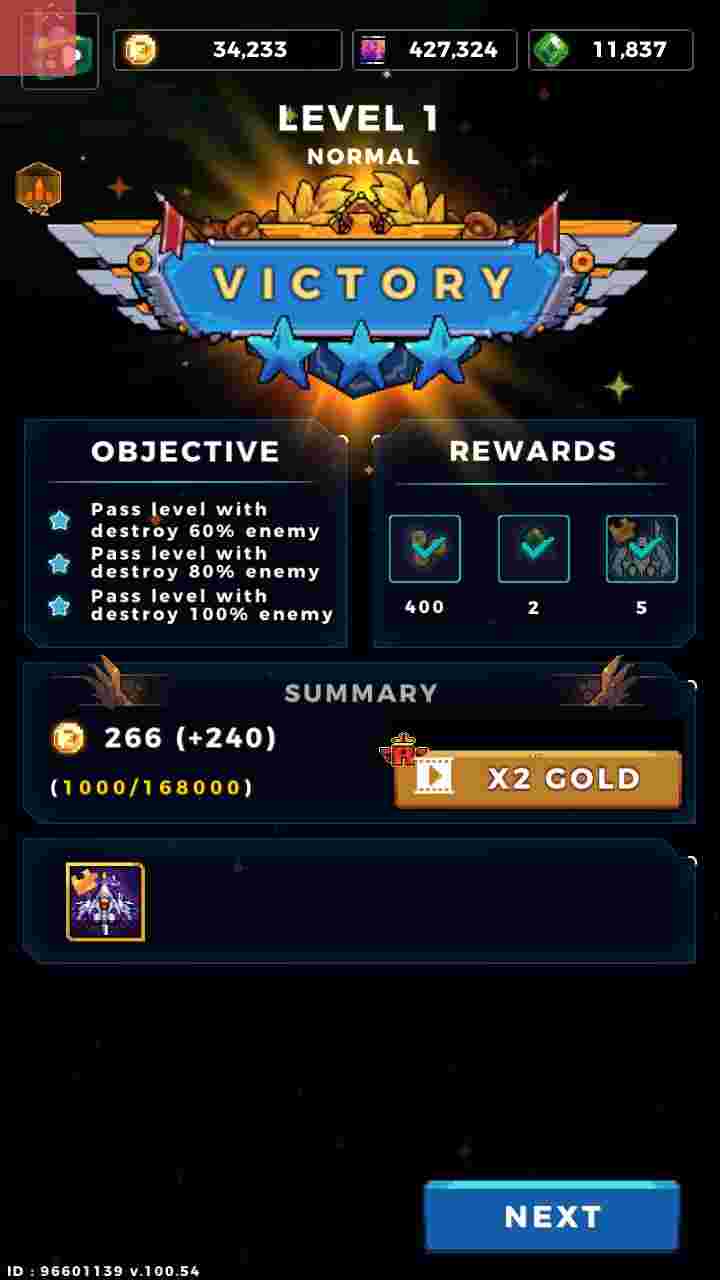 34,233
427,324
11,837
LEVEL 1
NORMAL
+-2
VICTORY
OBJECTIVE
Pass level with
destroy 60% enemy
Pass level with
destroy 80% enemy
Pass level with
destroy 100% enemy
REWARDS
400
2
5
SUMMARY
266 (+240)
(1000/168000)
X2 GOLD
1
NEXT
ID : 96601139 v.100.54